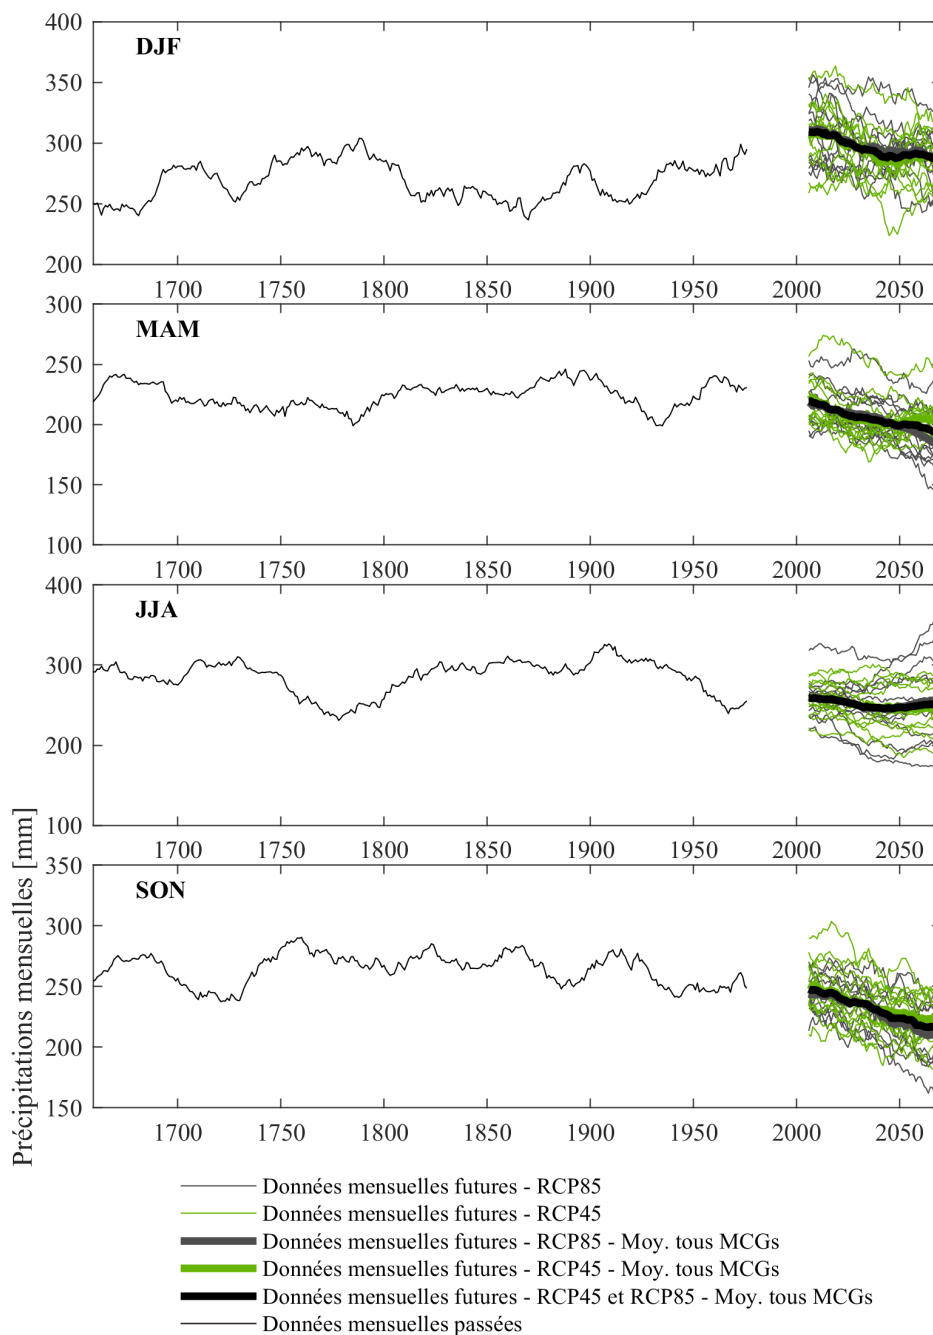 400
DJF
350
300
250
200
1700 1750 1800 1850 1900 1950 2000 2050
300
MAM
250
200
150
100
1700 1750 1800 1850 1900 1950 2000 2050
400
JJA
300
200
100
1700 1750 1800 1850 1900 1950 2000 2050
350
SON
300
250
200
150
1700 1750 1800 1850 1900 1950 2000 2050
Précipitations mensuelles [mm]
Données mensuelles futures - RCP85
Données mensuelles futures - RCP45
Données mensuelles futures - RCP85 - Moy. tous MCGs
Données mensuelles futures - RCP45 - Moy. tous MCGs
Données mensuelles futures - RCP45 et RCP85 - Moy. tous MCGs
Données mensuelles passées